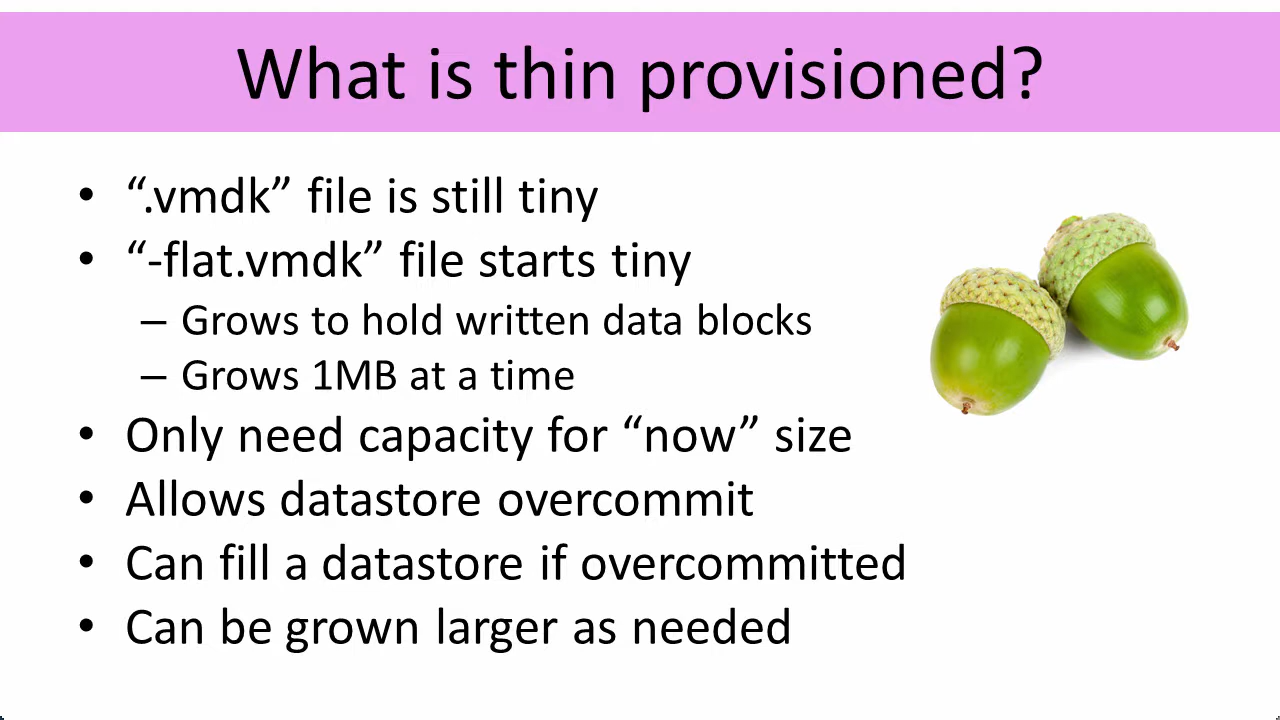 What is thin provisioned?
• “.vmdk” file is still tiny
• “-flat.vmdk” file starts tiny
– Grows to hold written data blocks
– Grows 1MB at a time
• Only need capacity for “now” size
• Allows datastore overcommit
• Can fill a datastore if overcommitted
• Can be grown larger as needed